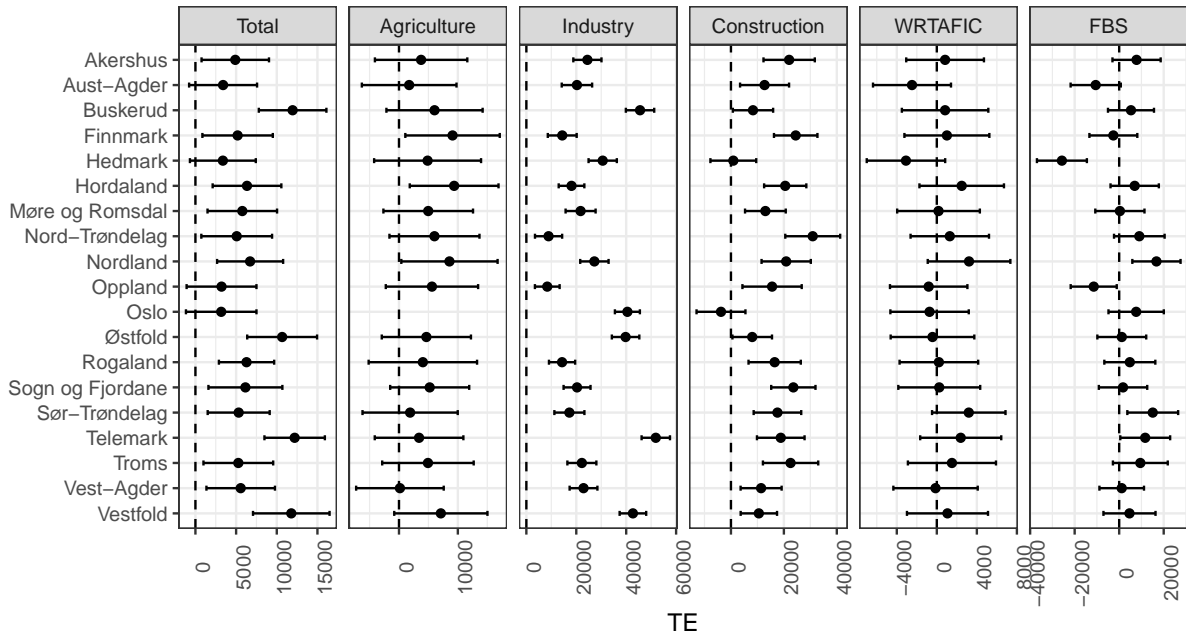 Total Agriculture Industry Construction WRTAFIC FBS
Akershus
Aust−Agder
Buskerud
Finnmark
Hedmark
Hordaland
Møre og Romsdal
Nord−Trøndelag
Nordland
Oppland
Oslo
Østfold
Rogaland
Sogn og Fjordane
Sør−Trøndelag
Telemark
Troms
Vest−Agder
Vestfold
0 5000 10000 15000 0 10000 0 20000 40000 60000 0 20000 40000 −4000 0 4000 8000 −40000 −20000 0 20000
TE